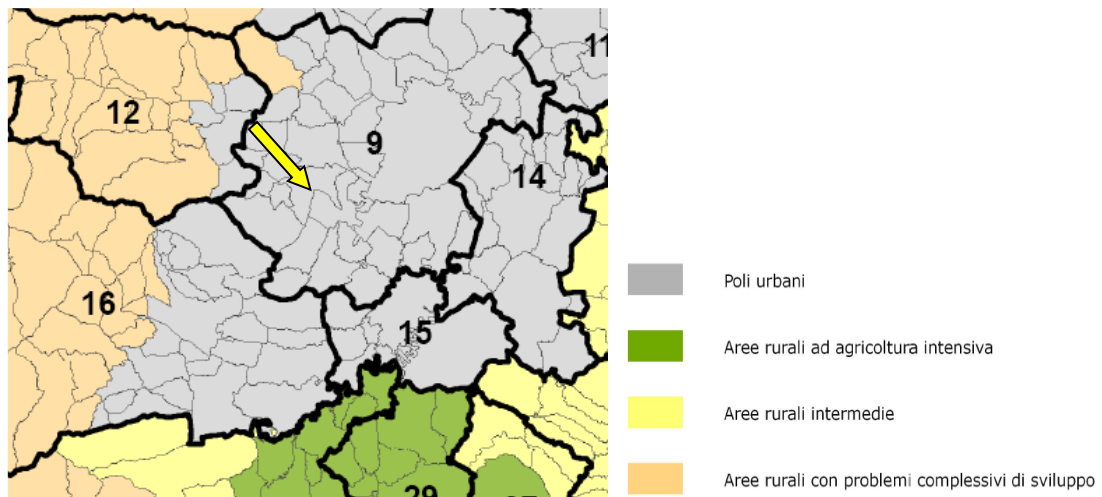 11
12
9
14
16
15
29
Poli urbani
Aree rurali ad agricoltura intensiva
Aree rurali intermedie
Aree rurali con problemi complessivi di sviluppo